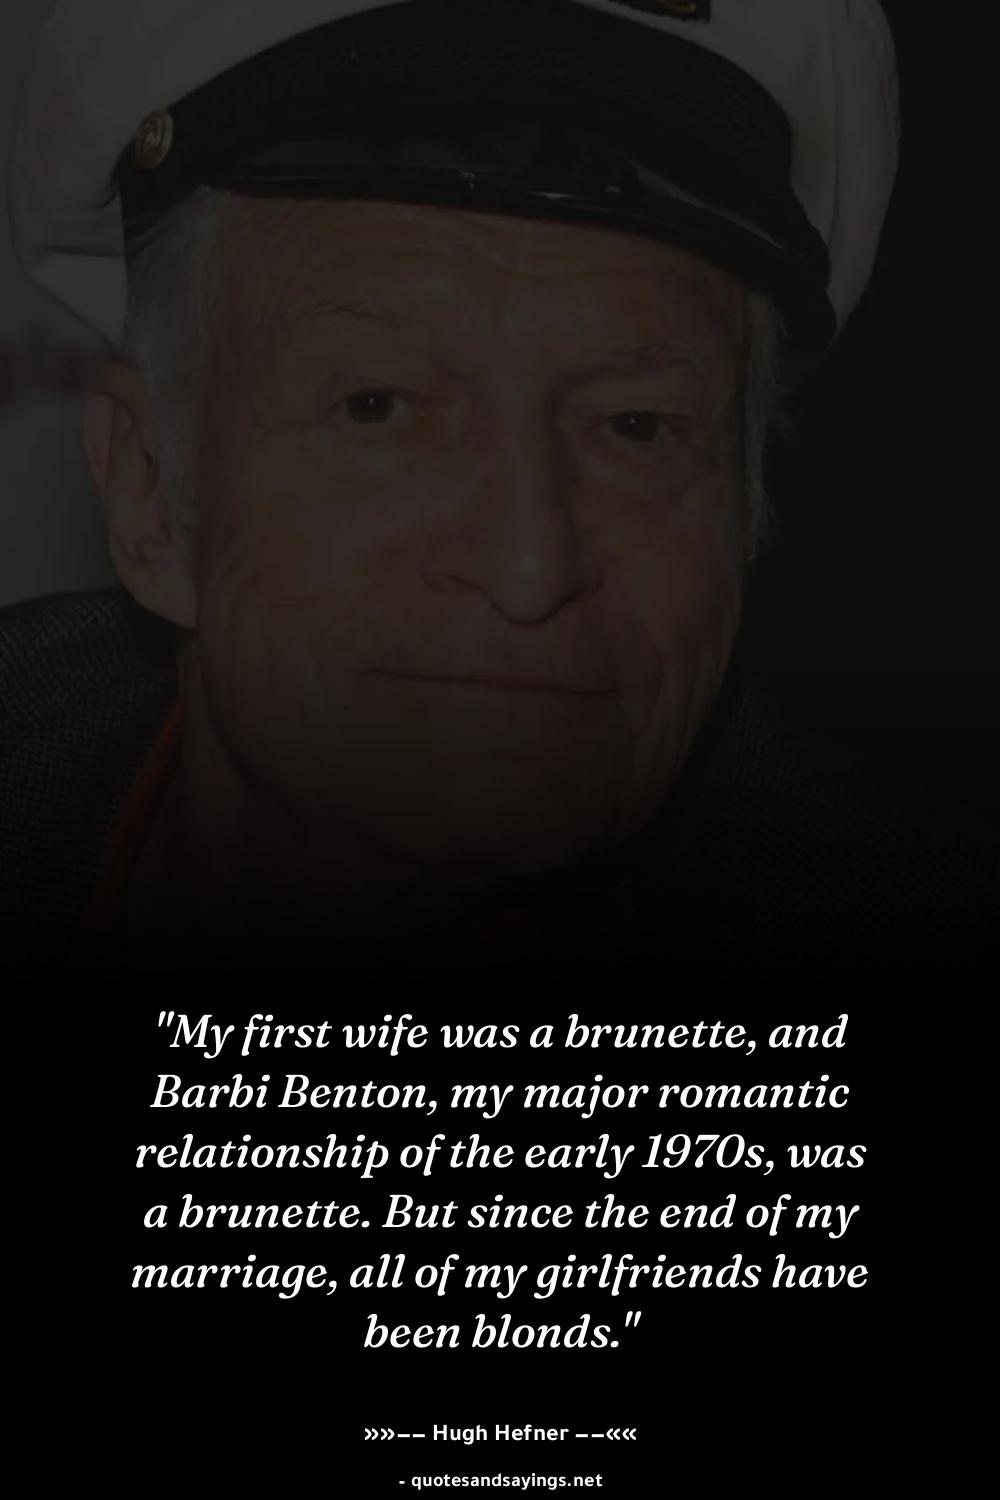 "My first wife was a brunette, and
Barbi Benton, my major romantic
relationship of the early 1970s, was
a brunette. But since the end of my
marriage, all of my girlfriends have
been blonds."
»»–– Hugh Hefner ––««
- quotesandsayings.net